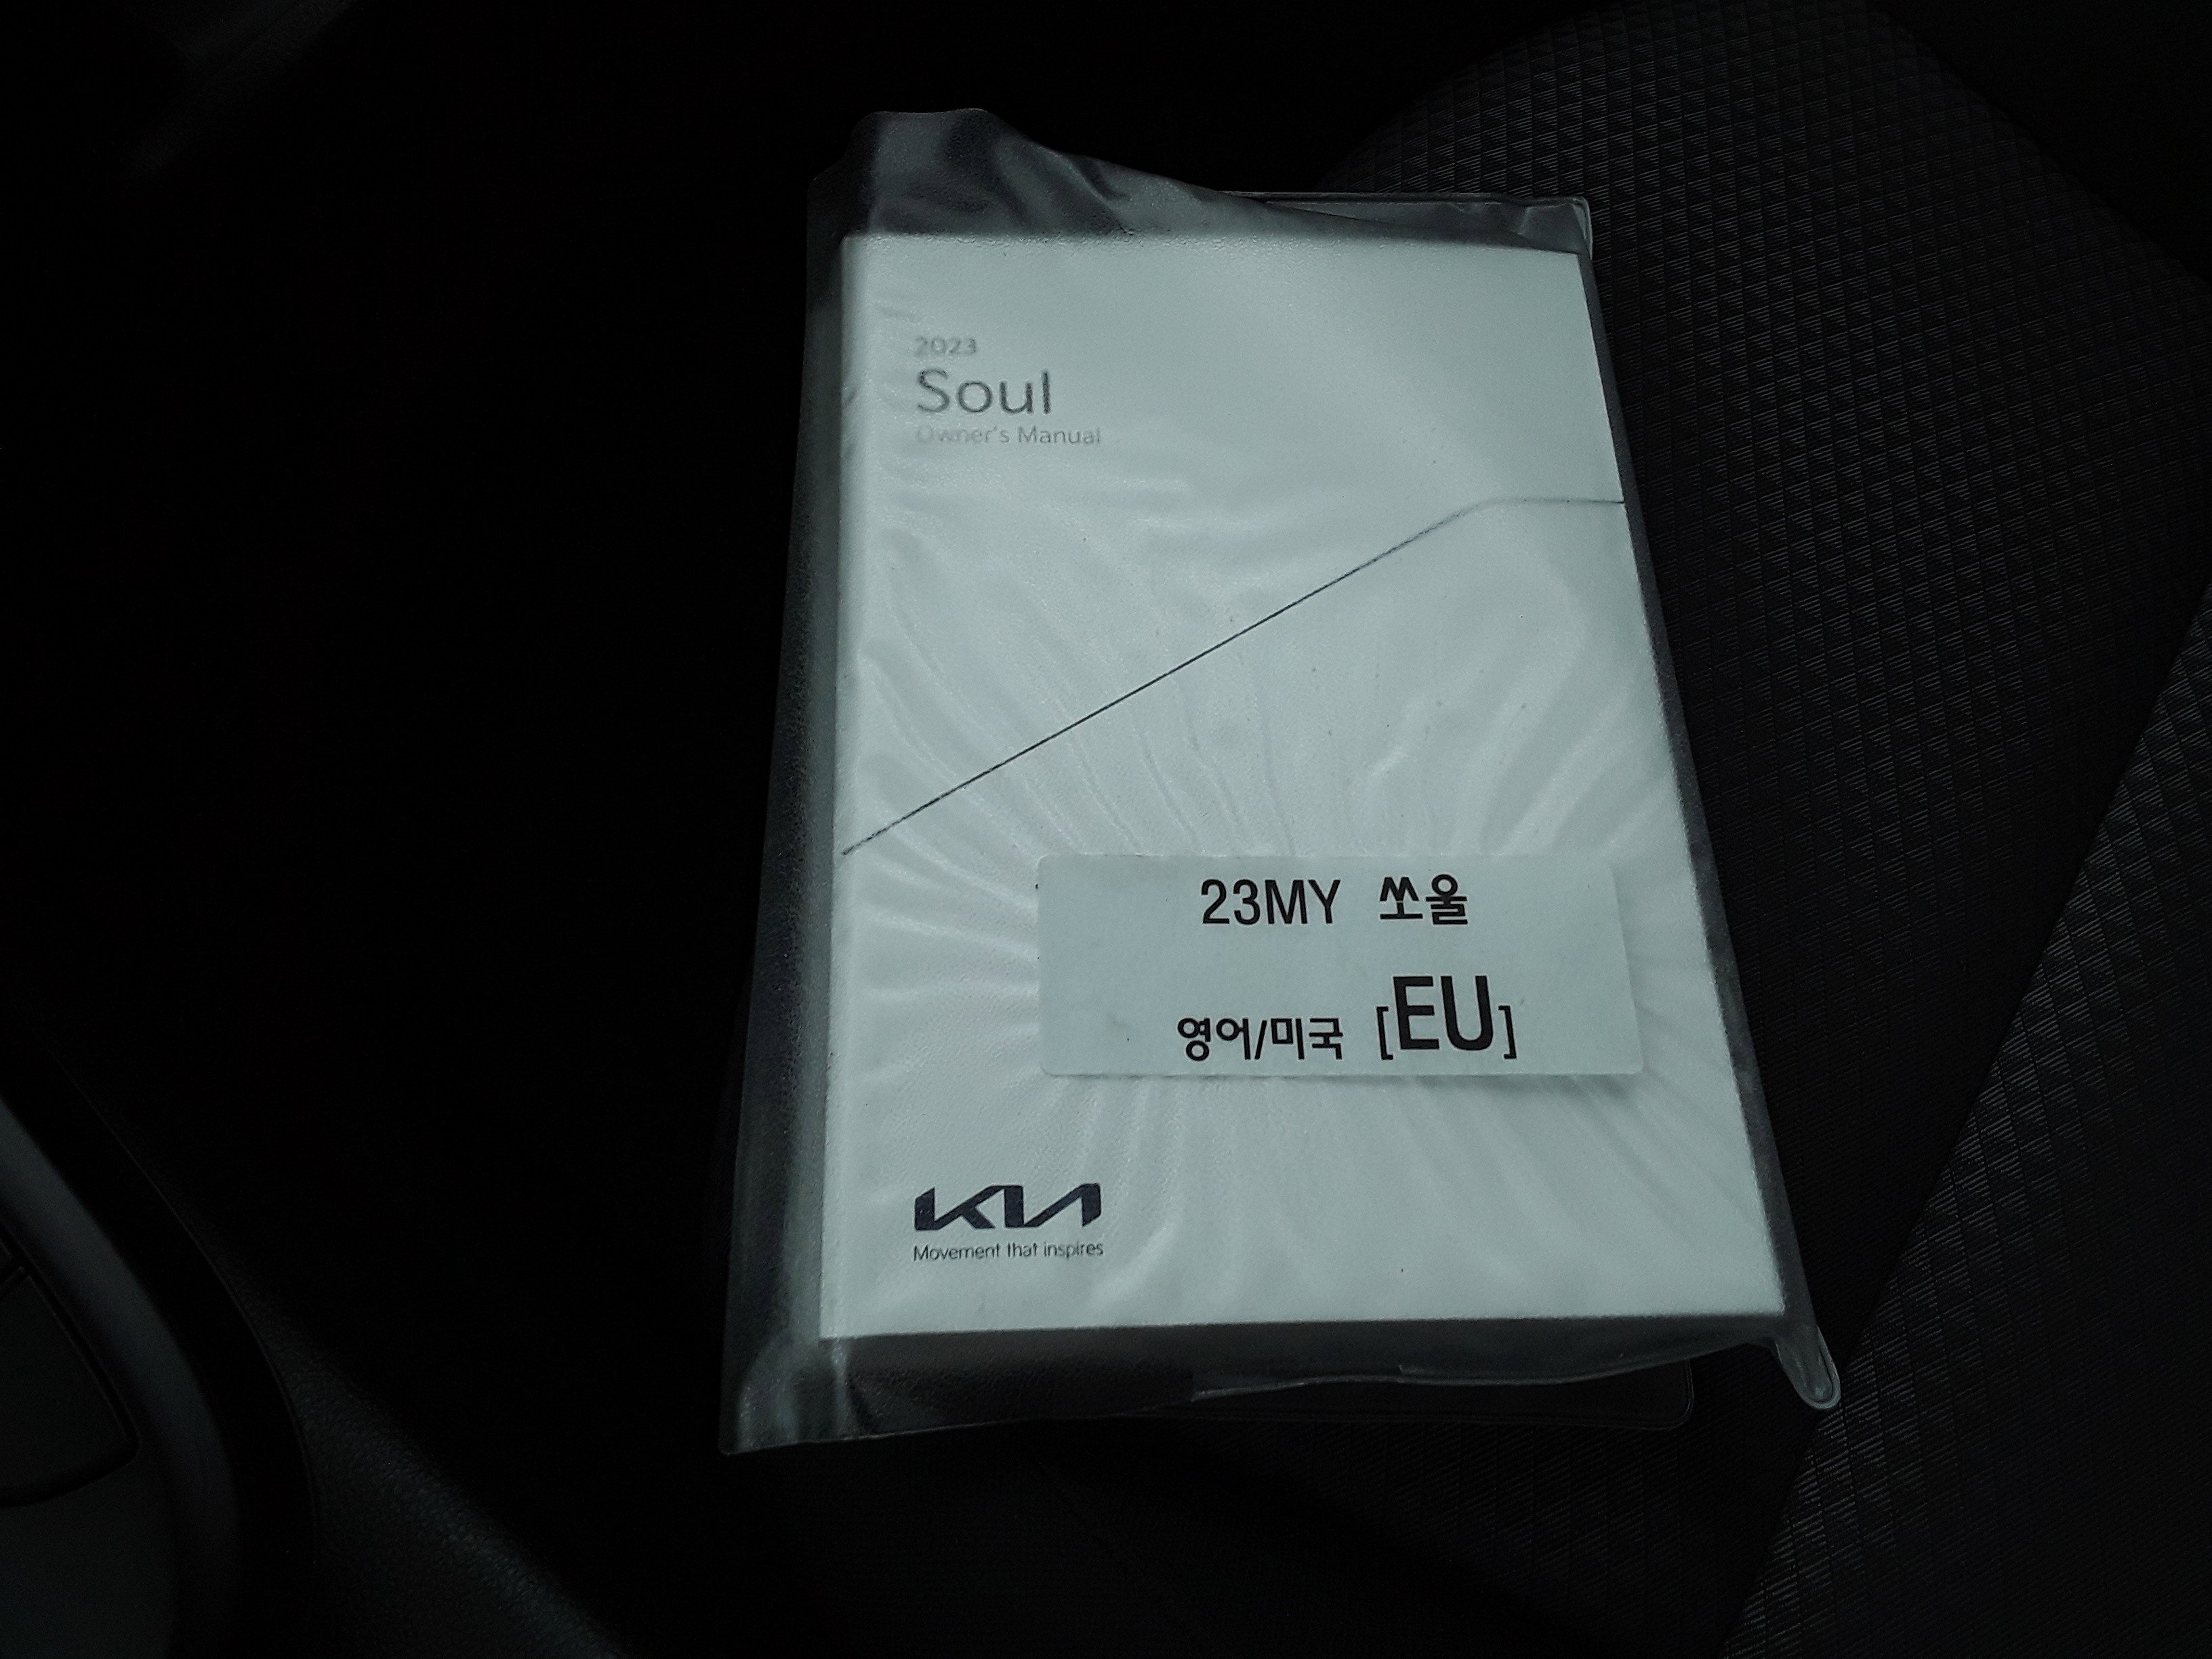 2023
Soul
Owner's Manual
23MY 쏘울
영어/미국 [EU]
KIA
Movement that inspires